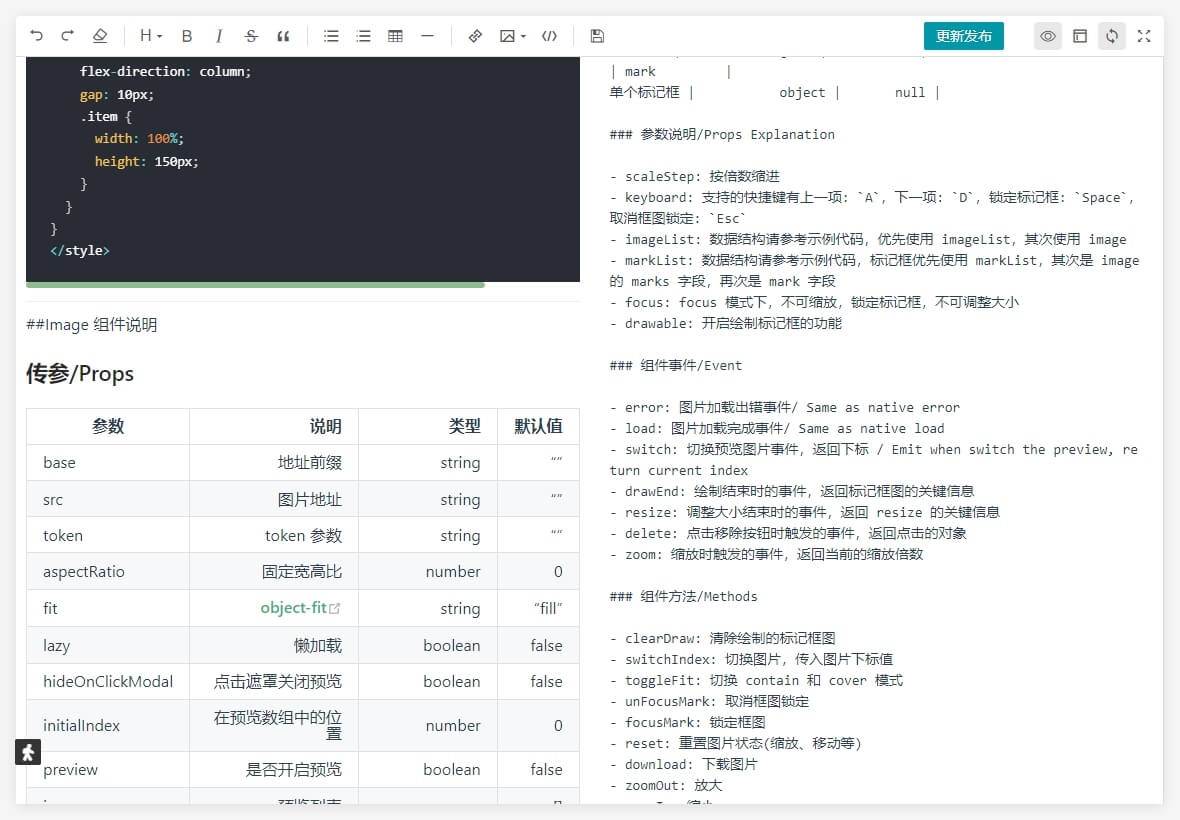 H B I S “
更新发布
flex-direction: column;
gap: 10px;
.item {
width: 100%;
height: 150px;
}
}
}
</style>
##Image 组件说明
传参/Props
参数 说明 类型 默认值
base 地址前缀 string “”
src 图片地址 string “”
token token 参数 string “”
aspectRatio 固定宽高比 number 0
fit object-fit string “fill”
lazy 懒加载 boolean false
hideOnClickModal 点击遮罩关闭预览 boolean false
initialIndex 在预览数组中的位 number 0
置
preview 是否开启预览 boolean false
预览列表 []
| mark |
单个标记框 | object | null |
### 参数说明/Props Explanation
- scaleStep: 按倍数缩进
- keyboard: 支持的快捷键有上一项: `A`, 下一项: `D`, 锁定标记框: `Space`,
取消框图锁定: `Esc`
- imageList: 数据结构请参考示例代码, 优先使用 imageList, 其次使用 image
- markList: 数据结构请参考示例代码, 标记框优先使用 markList, 其次是 image
的 marks 字段, 再次是 mark 字段
- focus: focus 模式下, 不可缩放, 锁定标记框, 不可调整大小
- drawable: 开启绘制标记框的功能
### 组件事件/Event
- error: 图片加载出错事件/ Same as native error
- load: 图片加载完成事件/ Same as native load
- switch: 切换预览图片事件, 返回下标 / Emit when switch the preview, re
turn current index
- drawEnd: 绘制结束时的事件, 返回标记框图的关键信息
- resize: 调整大小结束时的事件, 返回 resize 的关键信息
- delete: 点击移除按钮时触发的事件, 返回点击的对象
- zoom: 缩放时触发的事件, 返回当前的缩放倍数
### 组件方法/Methods
- clearDraw: 清除绘制的标记框图
- switchIndex: 切换图片, 传入图片下标值
- toggleFit: 切换 contain 和 cover 模式
- unFocusMark: 取消框图锁定
- focusMark: 锁定框图
- reset: 重置图片状态(缩放、移动等)
- download: 下载图片
- zoomOut: 放大